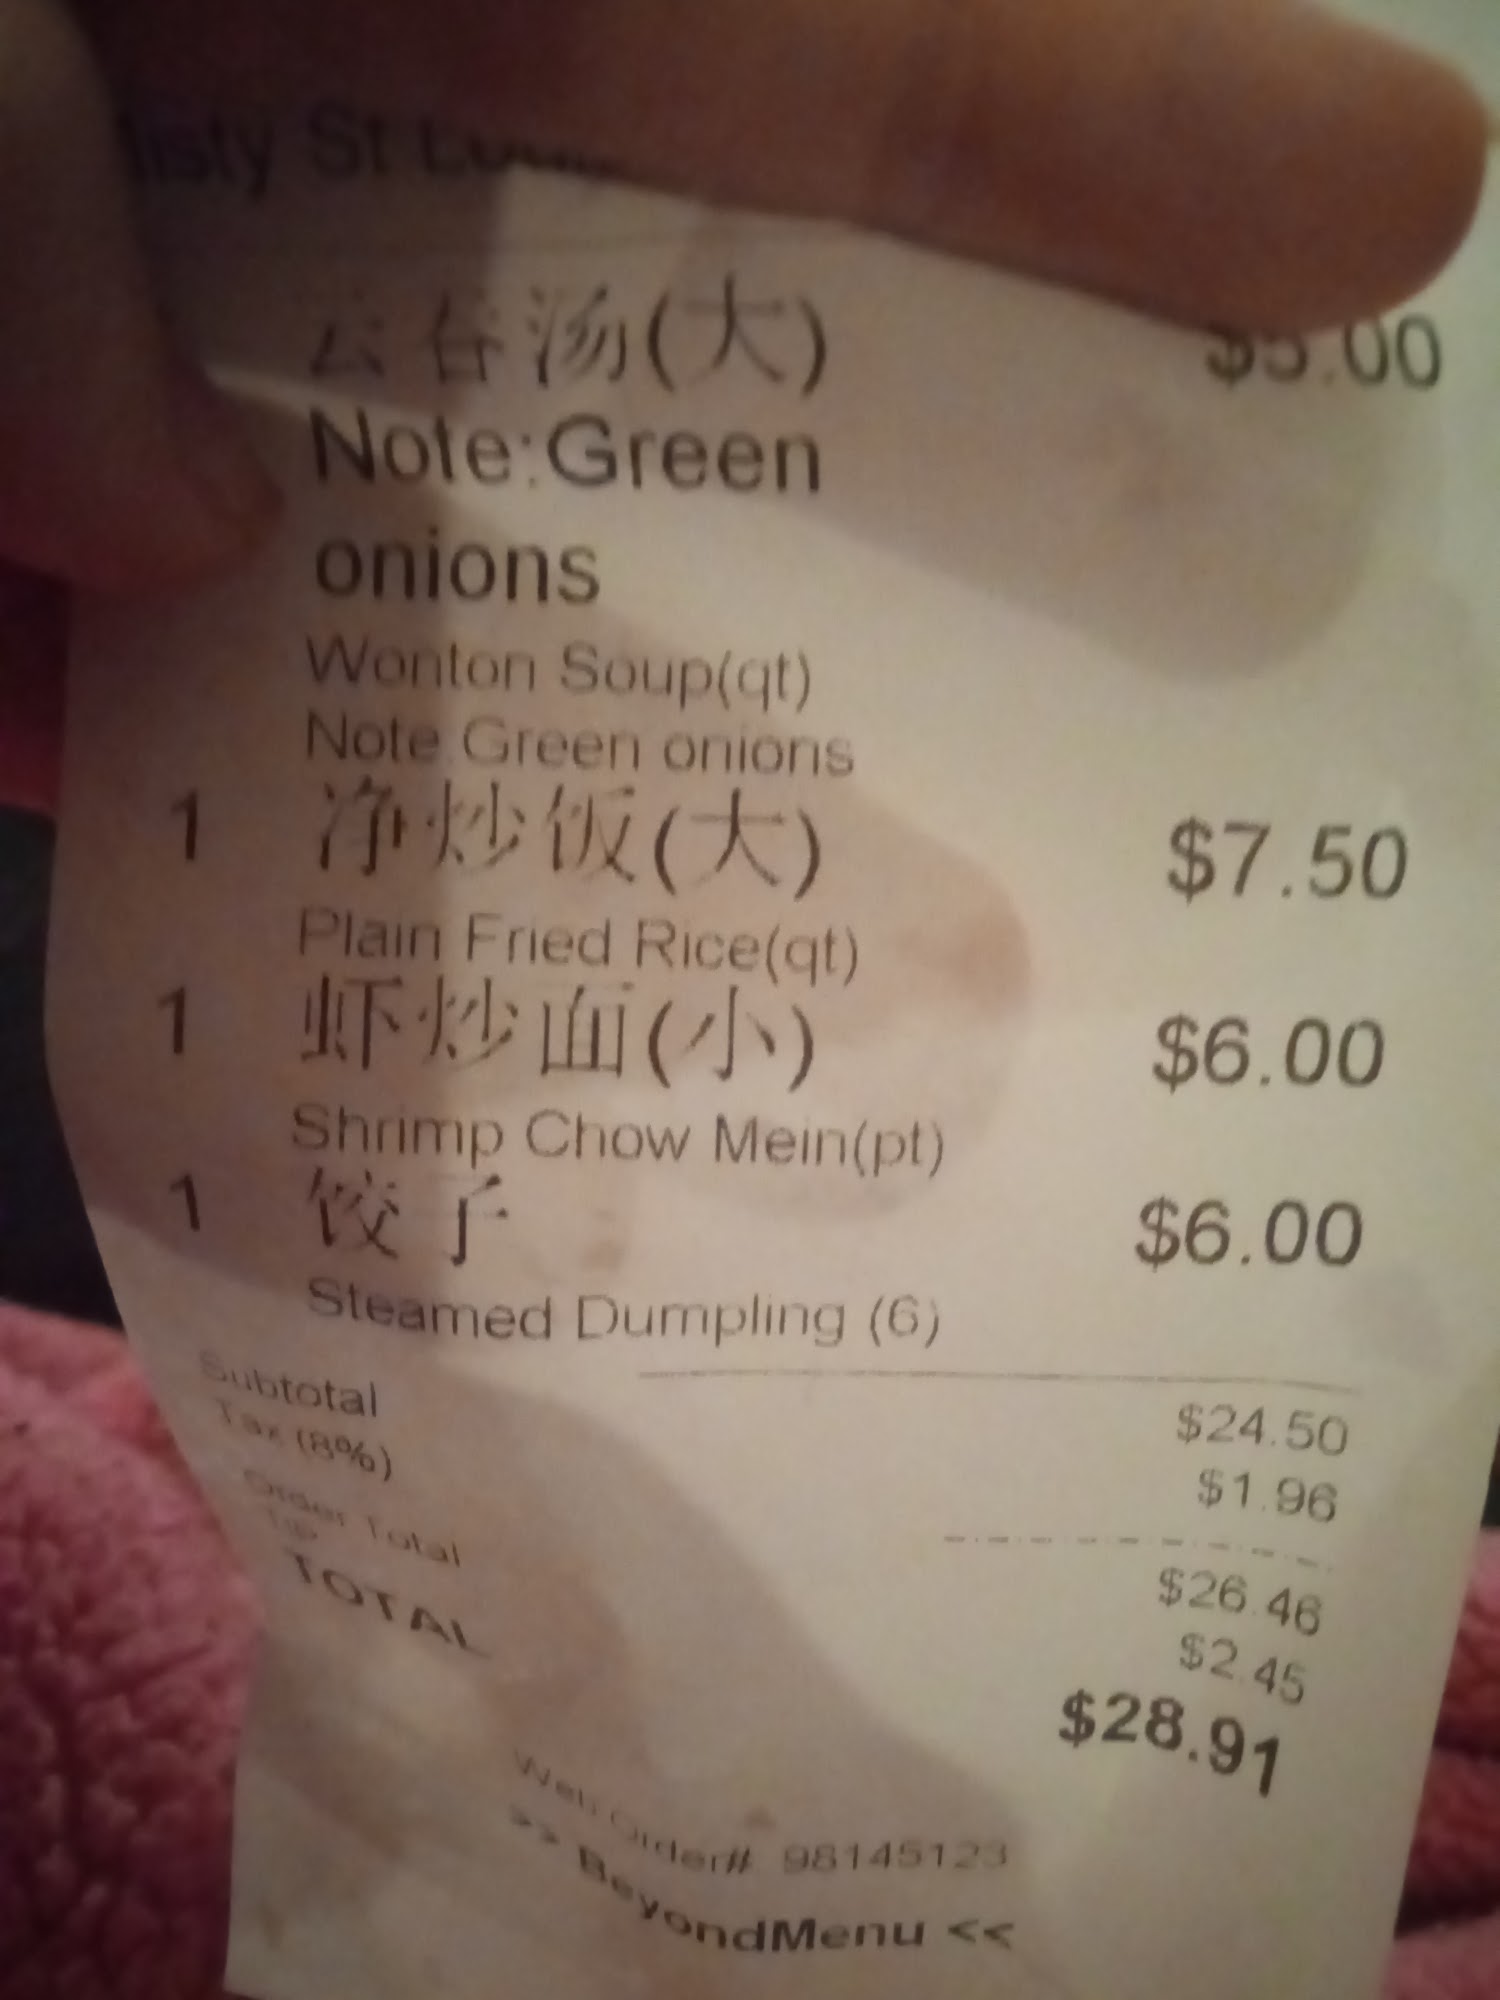 St
云吞汤(大) $5.00
Note:Green
onions
Wonton Soup(qt)
Note:Green onions
1 净炒饭(大) $7.50
Plain Fried Rice(qt)
1 虾炒面(小) $6.00
Shrimp Chow Mein(pt)
1 饺子 $6.00
Steamed Dumpling (6)
Subtotal $24.50
Tax (8%) $1.96
Order Total $26.46
Tip $2.45
TOTAL $28.91
Web Order# 98145123
>> BeyondMenu <<